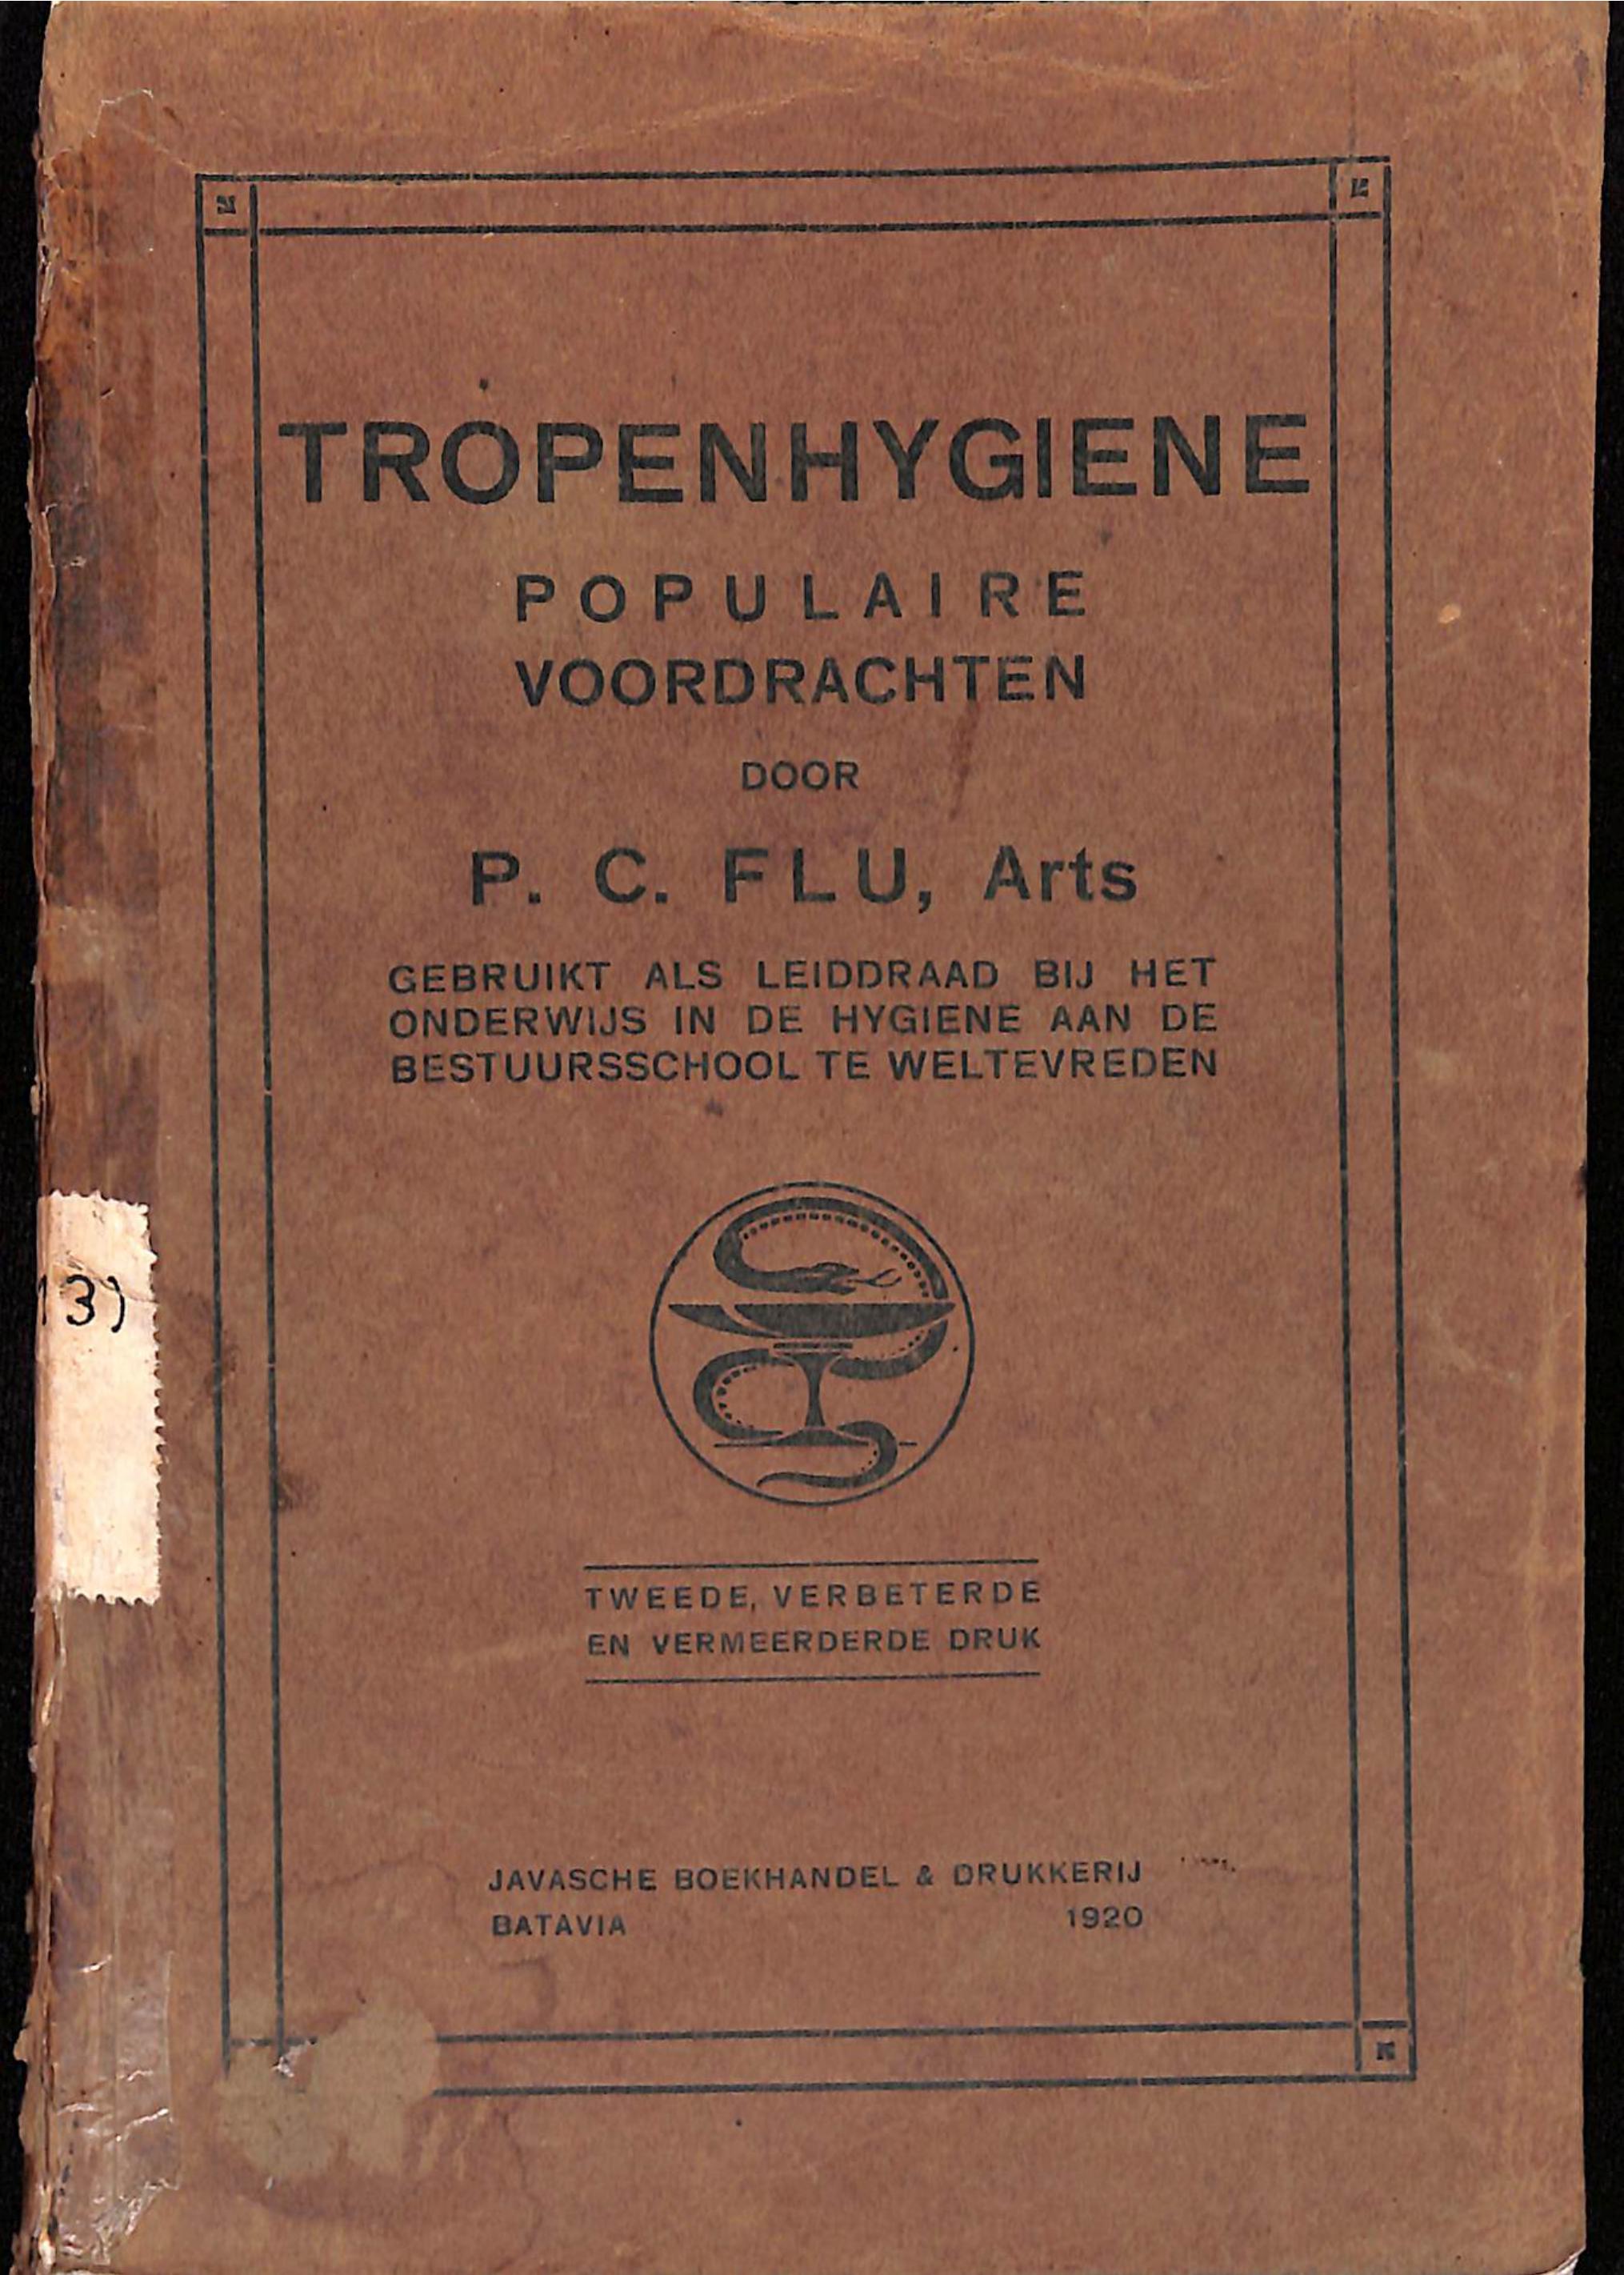 TROPENHYGIENE
POPULAIRE
VOORDRACHTEN
DOOR
P. C. FLU, Arts
GEBRUIKT ALS LEIDDRAAD BIJ HET
ONDERWIJS IN DE HYGIENE AAN DE
BESTUURSSCHOOL TE WELTEVREDEN
3)
TWEEDE, VERBETERDE
EN VERMEERDERDE DRUK
JAVASCHE BOEKHANDEL & DRUKKERIJ
BATAVIA 1920